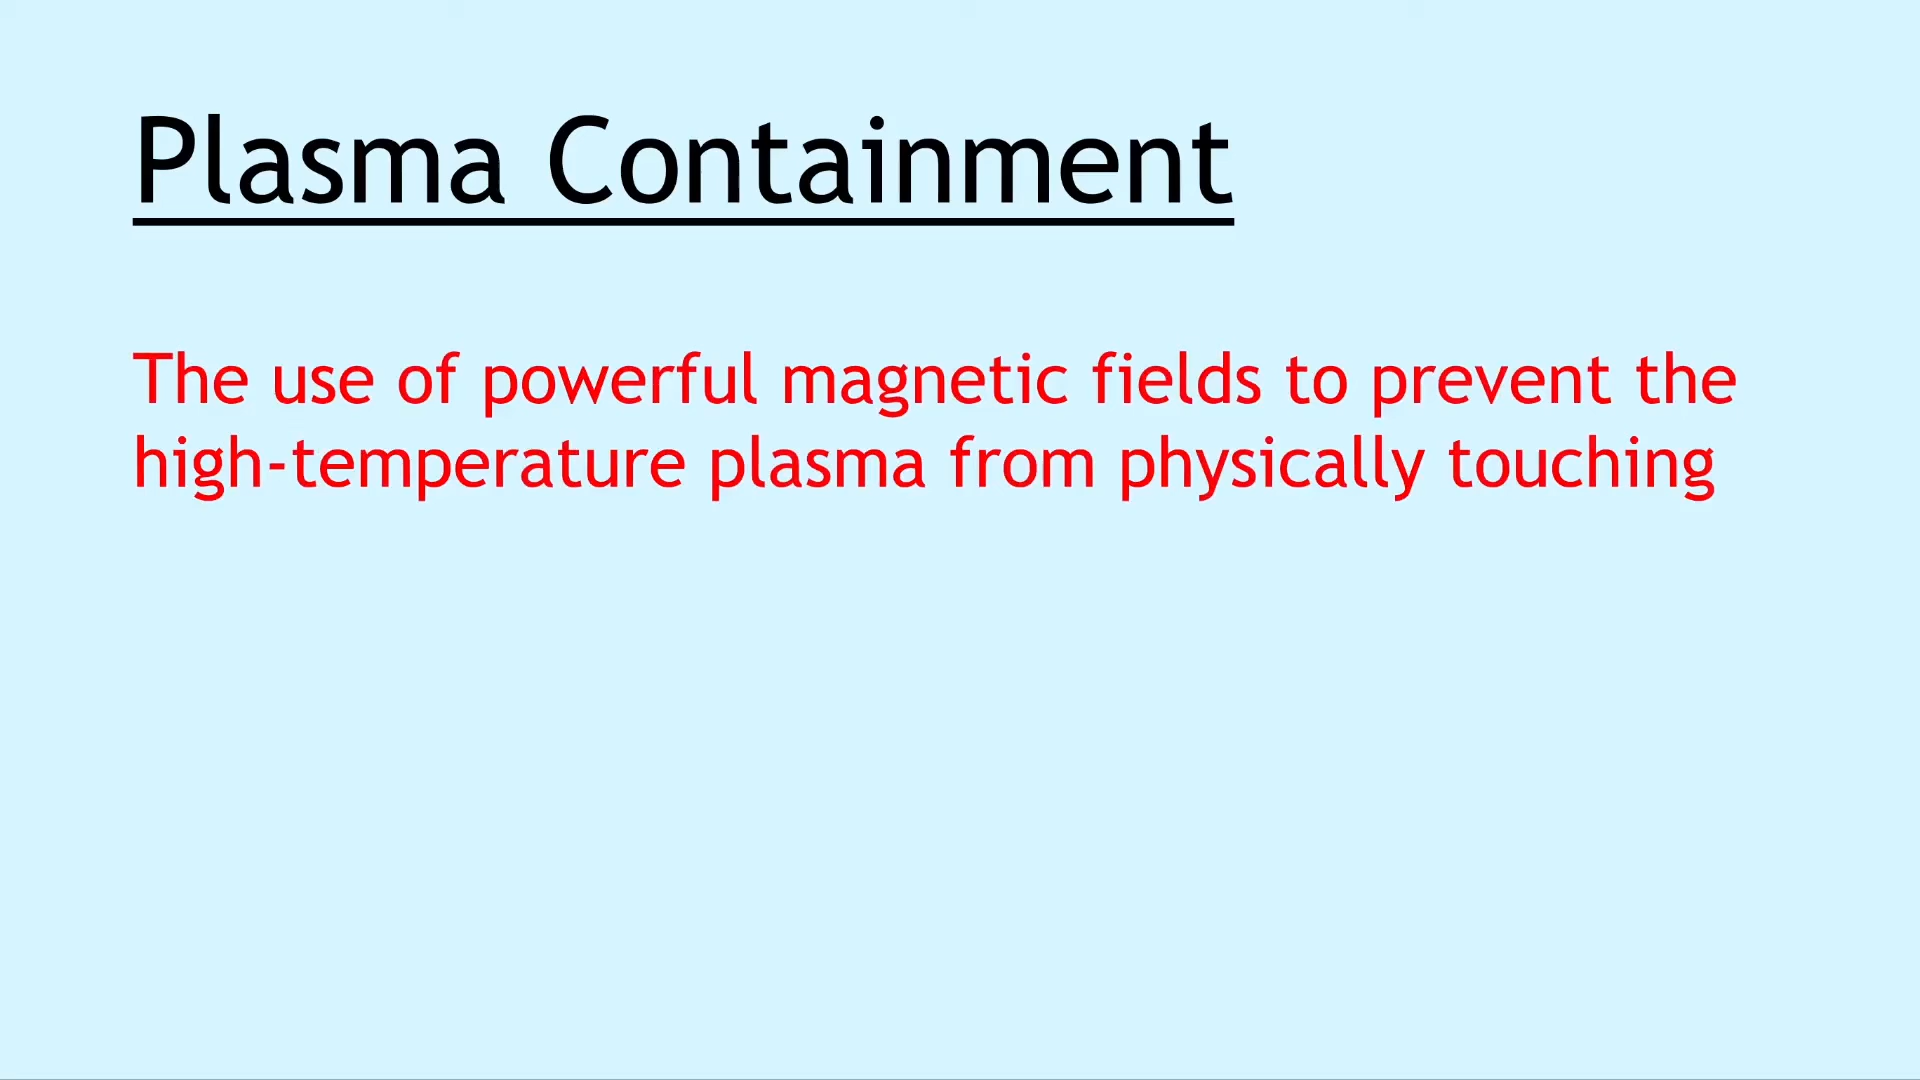 Plasma Containment
The use of powerful magnetic fields to prevent the
high-temperature plasma from physically touching